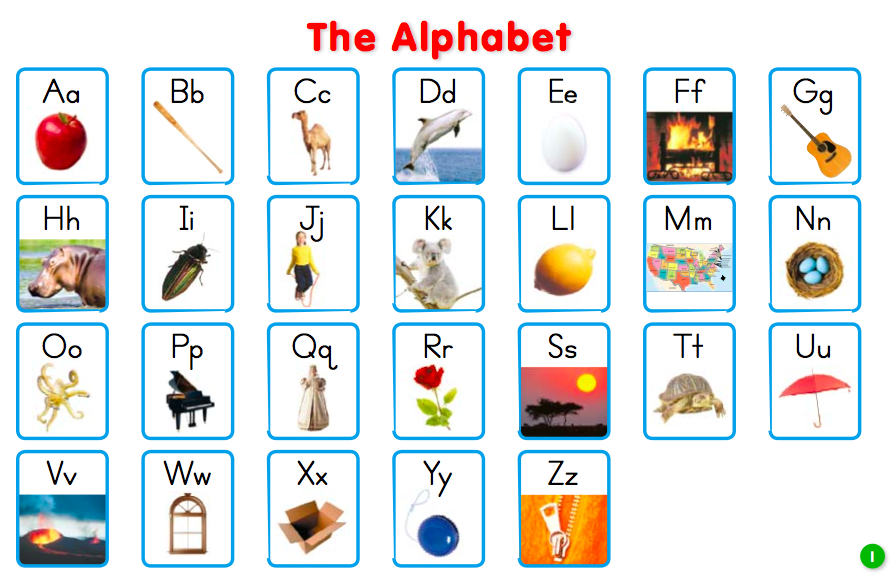 The Alphabet
Aa Bb Cc Dd Ee Ff Gg
Hh Ii Jj Kk Ll Mm Nn
Oo Pp Qq Rr Ss Tt Uu
Vv Ww Xx Yy Zz
1